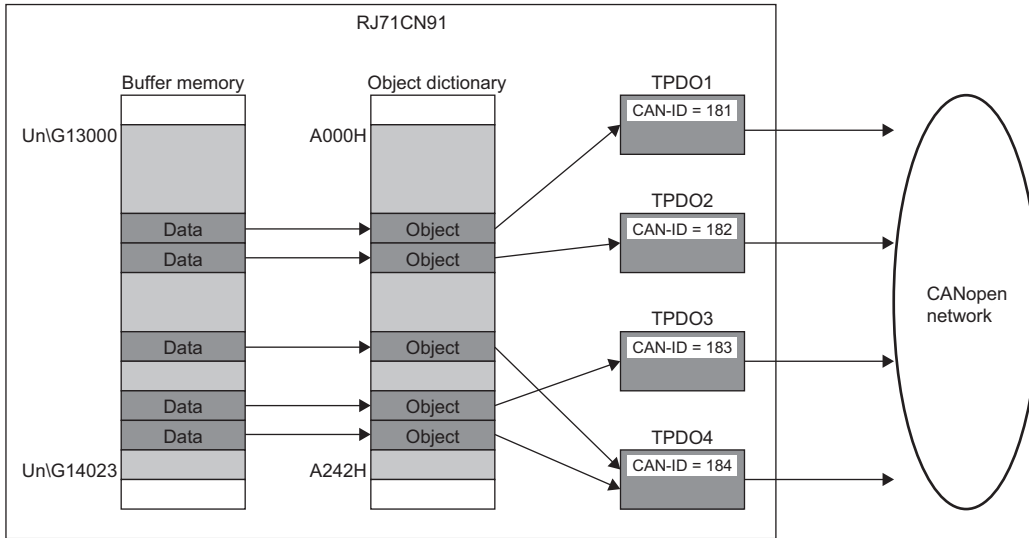 RJ71CN91
Buffer memory
Object dictionary
TPDO1
CAN-ID = 181
Un\G13000
A000H
TPDO2
Data
Object
CAN-ID = 182
Data
Object
CANopen
network
TPDO3
Data
Object
CAN-ID = 183
Data
Object
TPDO4
Data
Object
CAN-ID = 184
Un\G14023
A242H